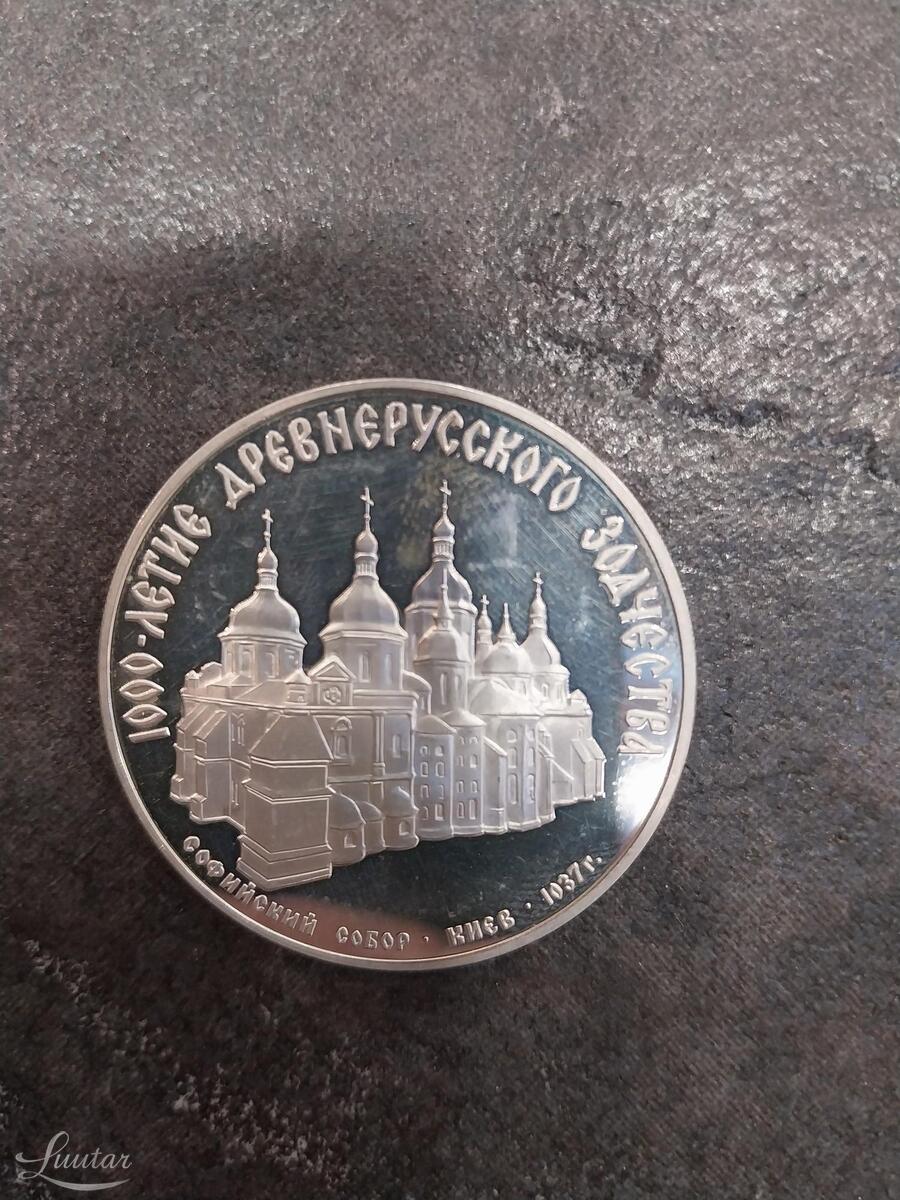 1000-ЛЕТИЕ ДРЕВНЕРУССКОГО ЗОДЧЕСТВА
СОФИЙСКИЙ СОБОР · КИЕВ · 1037 г.
Luutar